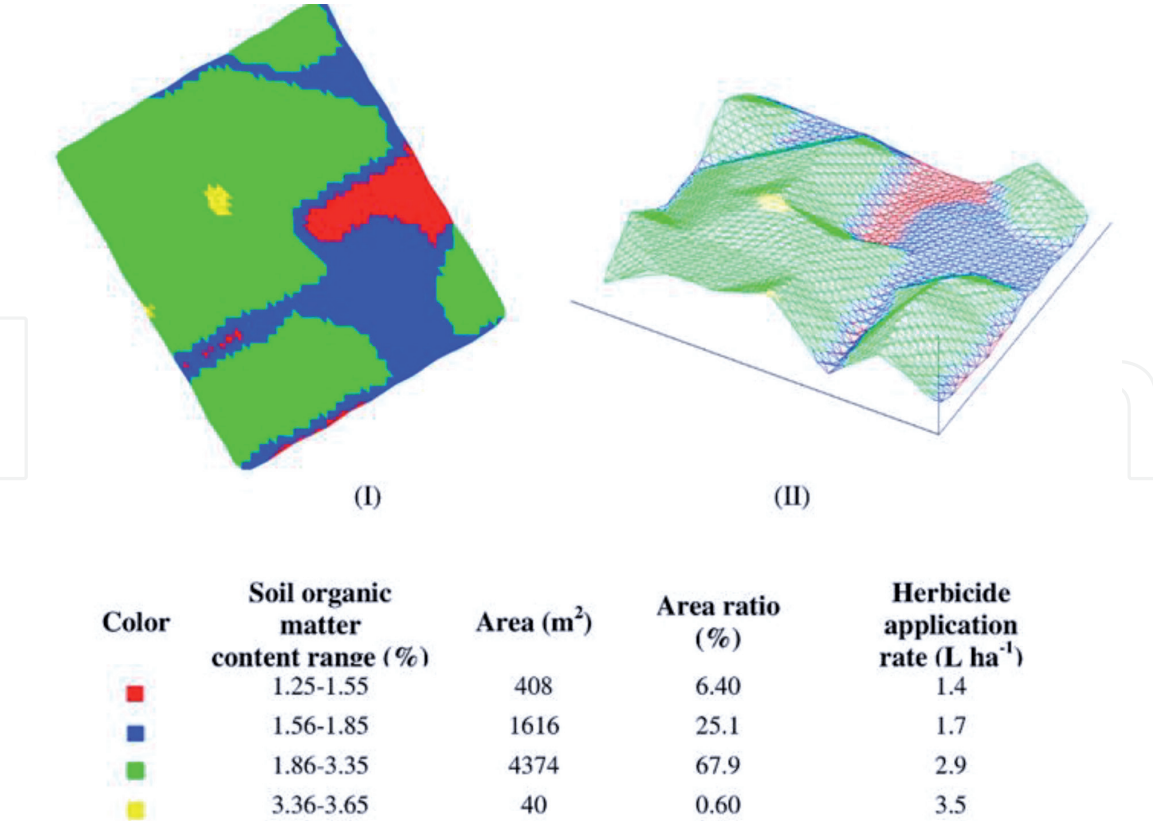 (I) (II)
Color Soil organic matter content range (%) Area (m²) Area ratio (%) Herbicide application rate (L ha⁻¹)
1.25-1.55 408 6.40 1.4
1.56-1.85 1616 25.1 1.7
1.86-3.35 4374 67.9 2.9
3.36-3.65 40 0.60 3.5